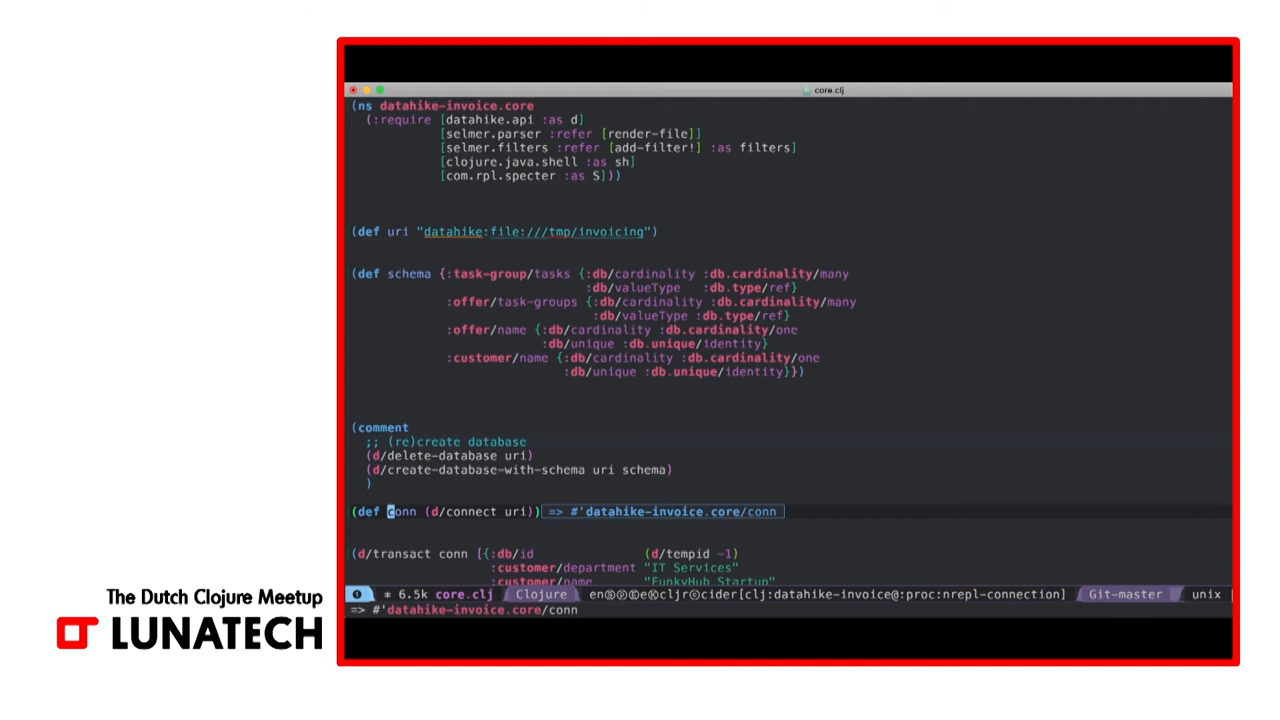 core.clj
(ns datahike-invoice.core
(:require [datahike.api :as d]
[selmer.parser :refer [render-file]]
[selmer.filters :refer [add-filter!] :as filters]
[clojure.java.shell :as sh]
[com.rpl.specter :as S]))
(def uri "datahike:file:///tmp/invoicing")
(def schema {:task-group/tasks {:db/cardinality :db.cardinality/many
:db/valueType :db.type/ref}
:offer/task-groups {:db/cardinality :db.cardinality/many
:db/valueType :db.type/ref}
:offer/name {:db/cardinality :db.cardinality/one
:db/unique :db.unique/identity}
:customer/name {:db/cardinality :db.cardinality/one
:db/unique :db.unique/identity}})
(comment
;; (re)create database
(d/delete-database uri)
(d/create-database-with-schema uri schema)
)
(def conn (d/connect uri)) => #'datahike-invoice.core/conn
(d/transact conn [{:db/id (d/tempid -1)
:customer/department "IT Services"
:customer/name "FunkyHub Startup"
* 6.5k core.clj Clojure enⓢⓟⓔeⓀcljrⓒcider[clj:datahike-invoice@:proc:nrepl-connection] Git-master unix
=> #'datahike-invoice.core/conn
The Dutch Clojure Meetup
LUNATECH